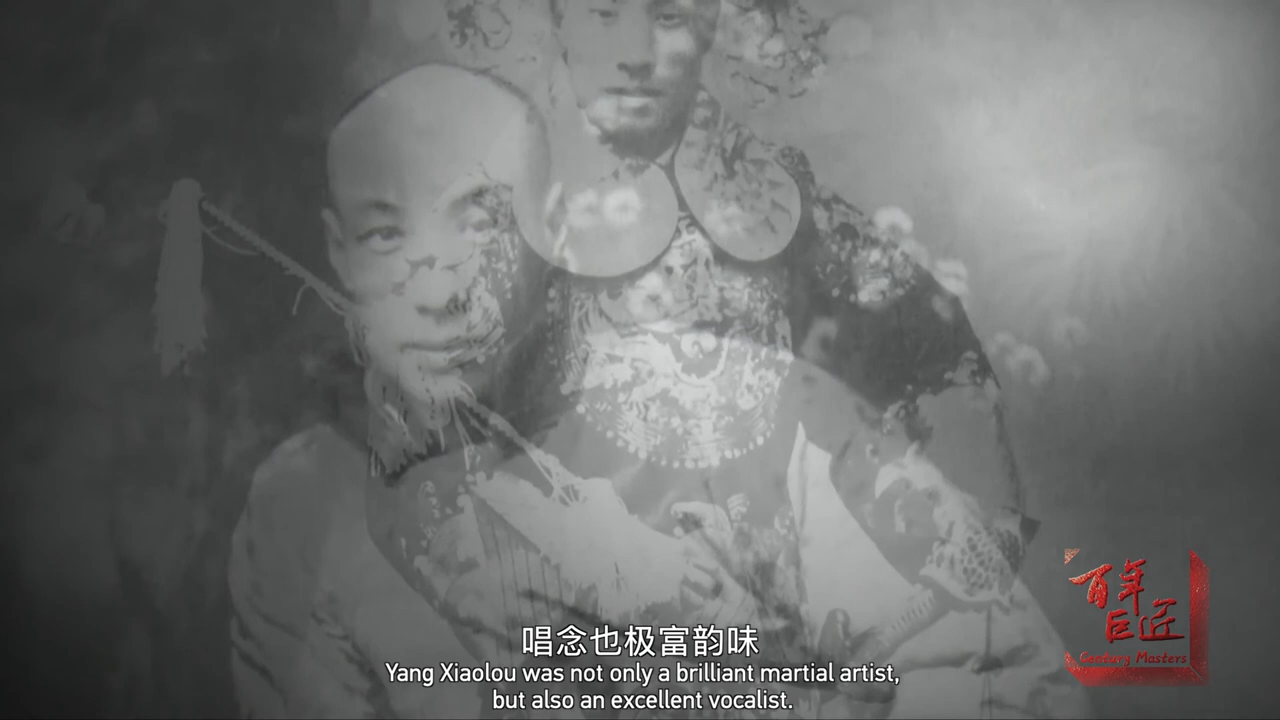 百年
巨匠
Century Masters
唱念也极富韵味
Yang Xiaolou was not only a brilliant martial artist,
but also an excellent vocalist.